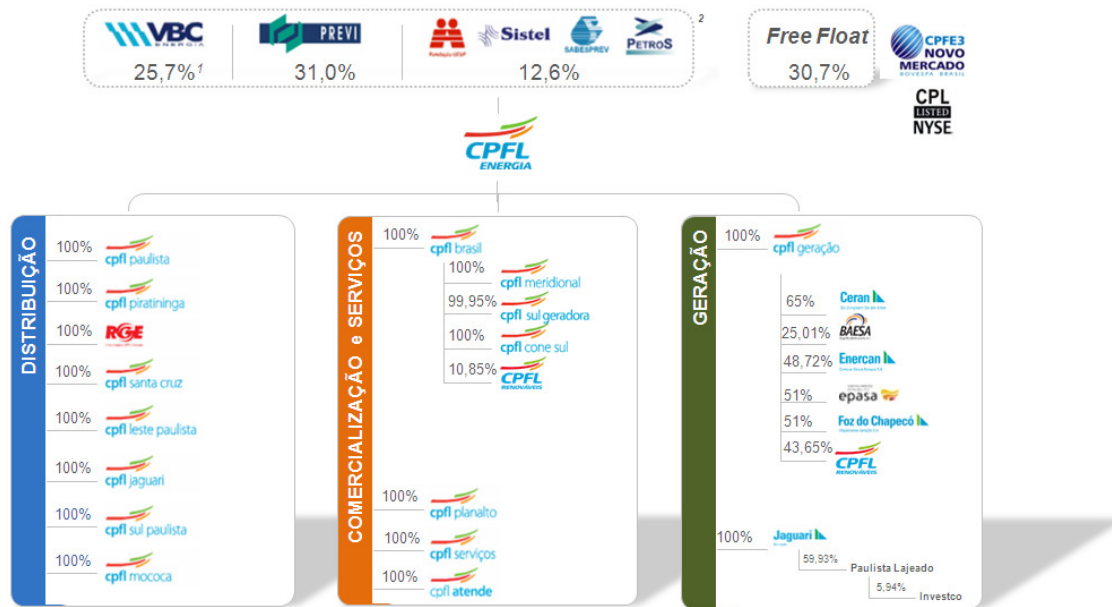 VBC
ENERGIA
PREVI
Fundação CESP
Sistel
SABESPREV
PETROS
2
25,7%¹
31,0%
12,6%
Free Float
30,7%
CPFE3
NOVO
MERCADO
BOVESPA BRASIL
CPL
LISTED
NYSE
CPFL
ENERGIA
DISTRIBUIÇÃO
100%
cpfl paulista
100%
cpfl piratininga
100%
RGE
100%
cpfl santa cruz
100%
cpfl leste paulista
100%
cpfl jaguari
100%
cpfl sul paulista
100%
cpfl mococa
COMERCIALIZAÇÃO e SERVIÇOS
100%
cpfl brasil
100%
cpfl meridional
99,95%
cpfl sul geradora
100%
cpfl cone sul
10,85%
CPFL
RENOVÁVEIS
100%
cpfl planalto
100%
cpfl serviços
100%
cpfl atende
GERAÇÃO
100%
cpfl geração
65%
Ceran
25,01%
BAESA
48,72%
Enercan
51%
epasa
51%
Foz do Chapecó
43,65%
CPFL
RENOVÁVEIS
100%
Jaguari
59,93%
Paulista Lajeado
5,94%
Investco